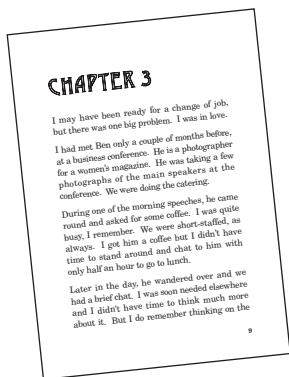 CHAPTER 3
I may have been ready for a change of job,
but there was one big problem. I was in love.
I had met Ben only a couple of months before,
at a business conference. He is a photographer
for a women's magazine. He was taking a few
photographs of the main speakers at the
conference. We were doing the catering.
During one of the morning speeches, he came
round and asked for some coffee. I was quite
busy, I remember. We were short-staffed, as
always. I got him a coffee but I didn't have
time to stand around and chat to him with
only half an hour to go to lunch.
Later in the day, he wandered over and we
had a brief chat. I was soon needed elsewhere
and I didn't have time to think much more
about it. But I do remember thinking on the
9